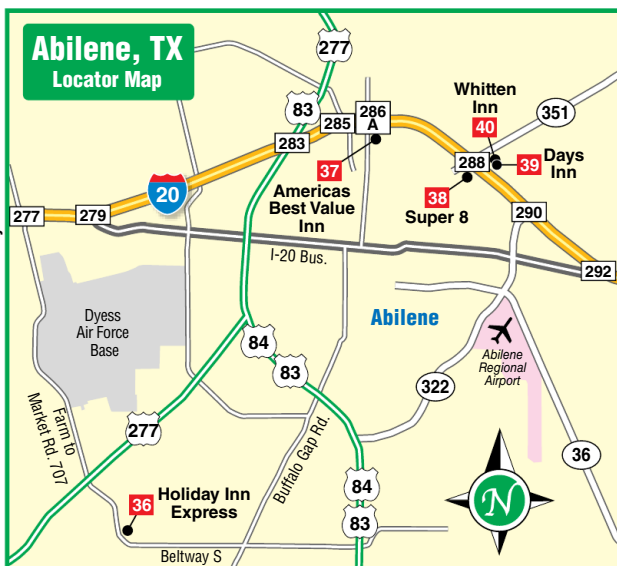 Abilene, TX
Locator Map
277
83
285
286
A
283
37
Americas
Best Value
Inn
Whitten
Inn
40
351
288
39
Days
Inn
38
Super 8
20
277
279
290
I-20 Bus.
292
Dyess
Air Force
Base
Abilene
Abilene
Regional
Airport
84
83
322
277
Farm to
Market Rd. 707
Buffalo Gap Rd.
36
84
83
36
Holiday Inn
Express
Beltway S
N